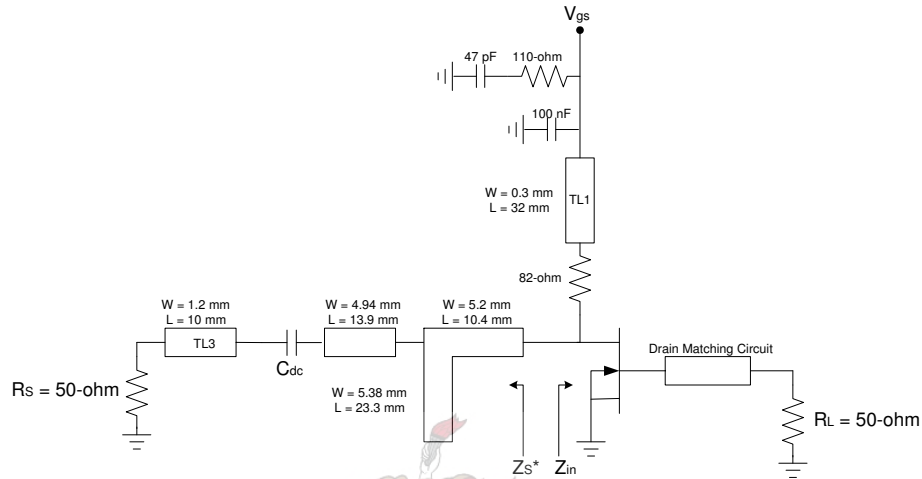 Vgs
47 pF
110-ohm
100 nF
W = 0.3 mm
L = 32 mm
TL1
82-ohm
W = 1.2 mm
L = 10 mm
TL3
Cdc
W = 4.94 mm
L = 13.9 mm
W = 5.2 mm
L = 10.4 mm
W = 5.38 mm
L = 23.3 mm
Drain Matching Circuit
RS = 50-ohm
RL = 50-ohm
ZS*
Zin